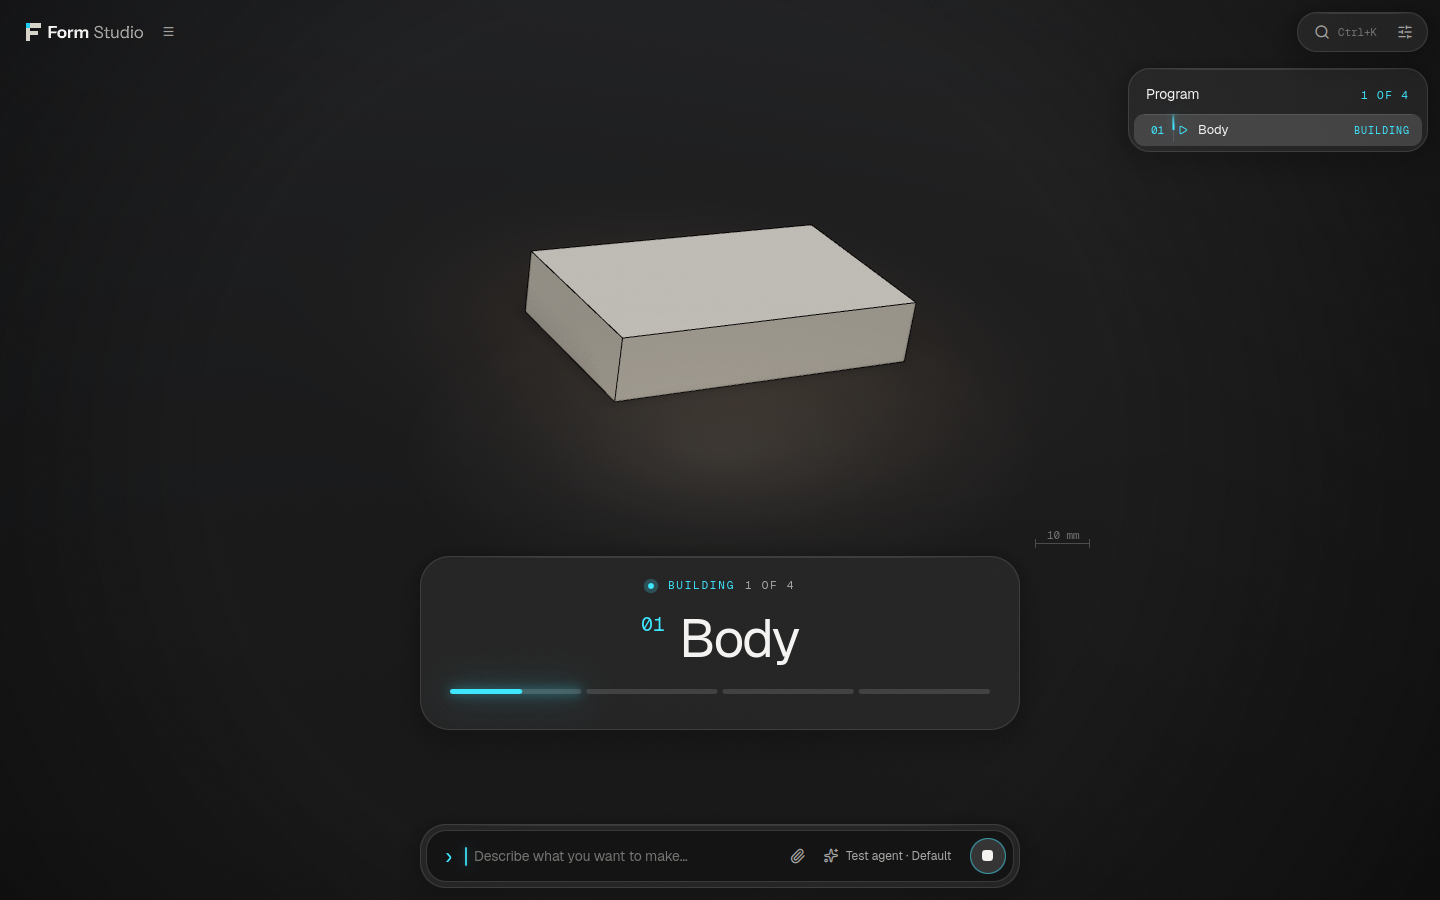 Form Studio
Ctrl+K
Program
1 OF 4
01 Body BUILDING
10 mm
BUILDING 1 OF 4
01 Body
Describe what you want to make...
Test agent · Default